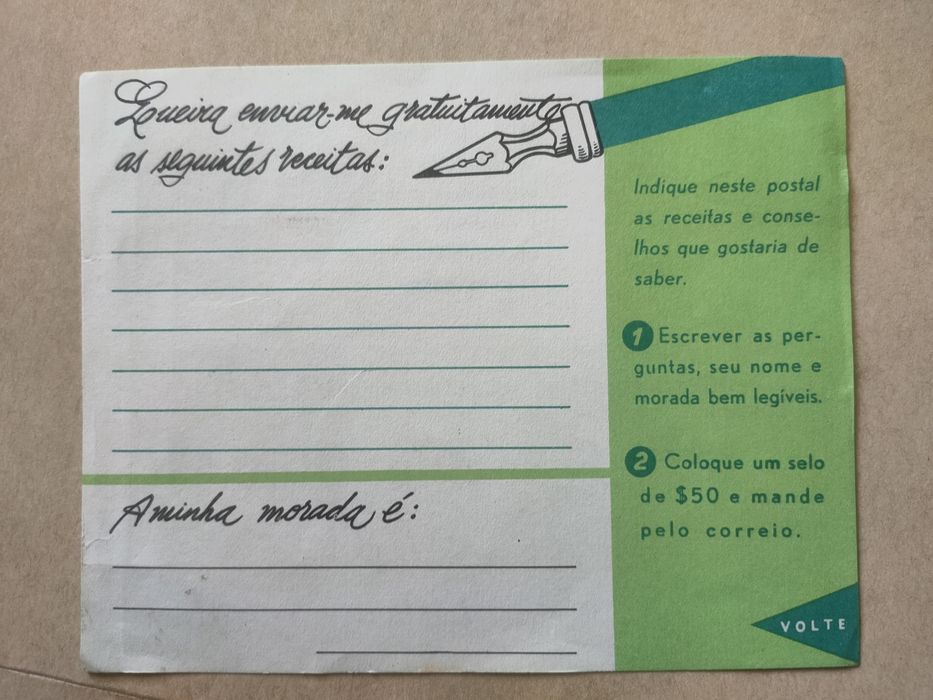 Queira enviar-me gratuitamente
as seguintes receitas:
A minha morada é:
Indique neste postal
as receitas e conse-
lhos que gostaria de
saber.
1 Escrever as per-
guntas, seu nome e
morada bem legíveis.
2 Coloque um selo
de $50 e mande
pelo correio.
VOLTE